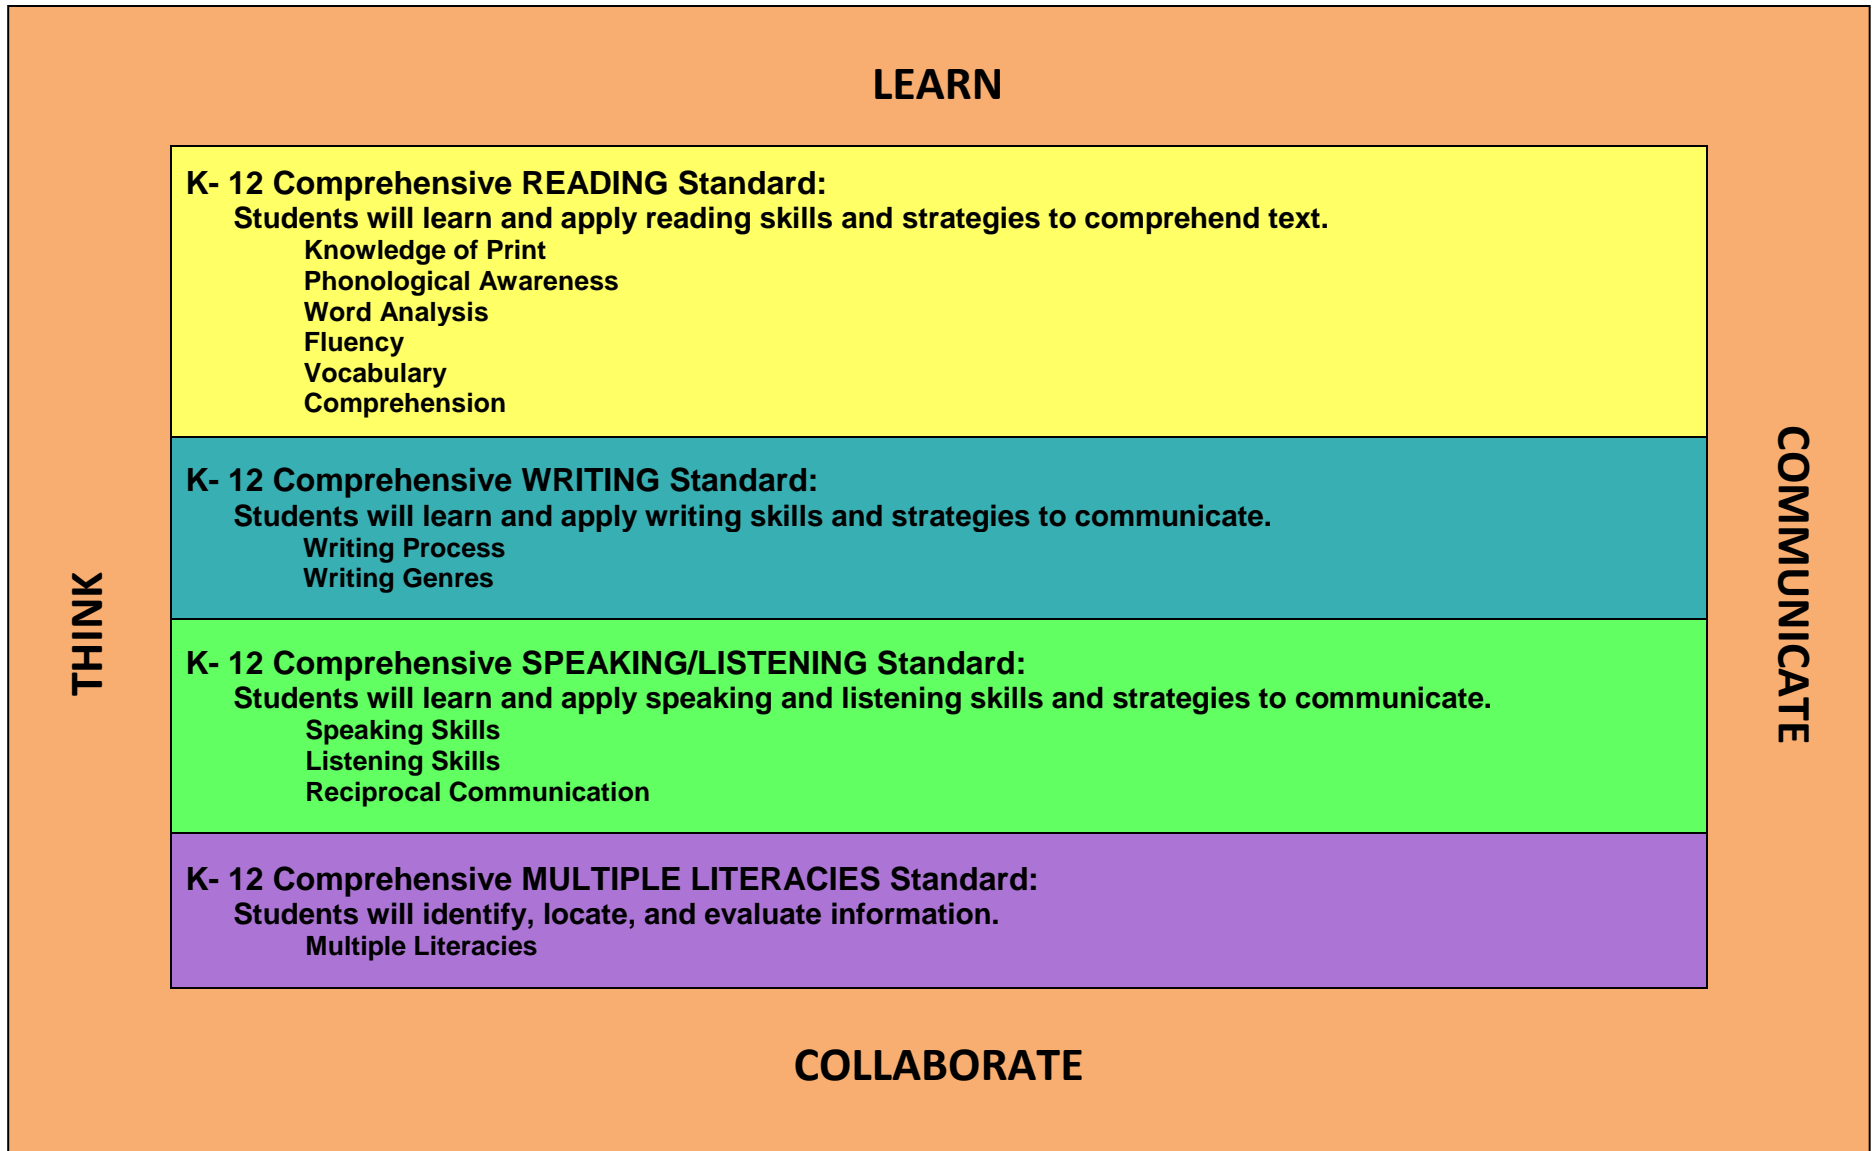 LEARN
K- 12 Comprehensive READING Standard:
Students will learn and apply reading skills and strategies to comprehend text.
Knowledge of Print
Phonological Awareness
Word Analysis
Fluency
Vocabulary
Comprehension
K- 12 Comprehensive WRITING Standard:
Students will learn and apply writing skills and strategies to communicate.
Writing Process
Writing Genres
K- 12 Comprehensive SPEAKING/LISTENING Standard:
Students will learn and apply speaking and listening skills and strategies to communicate.
Speaking Skills
Listening Skills
Reciprocal Communication
K- 12 Comprehensive MULTIPLE LITERACIES Standard:
Students will identify, locate, and evaluate information.
Multiple Literacies
THINK
COMMUNICATE
COLLABORATE